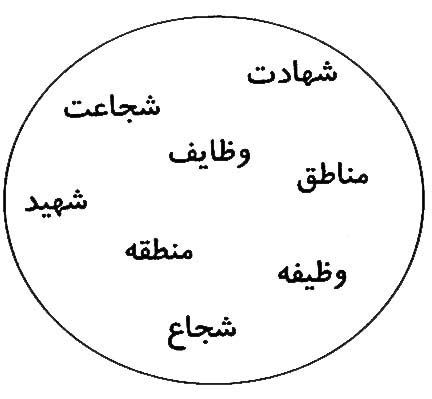 شهادت
شجاعت
وظایف
مناطق
شهید
منطقه
وظیفه
شجاع